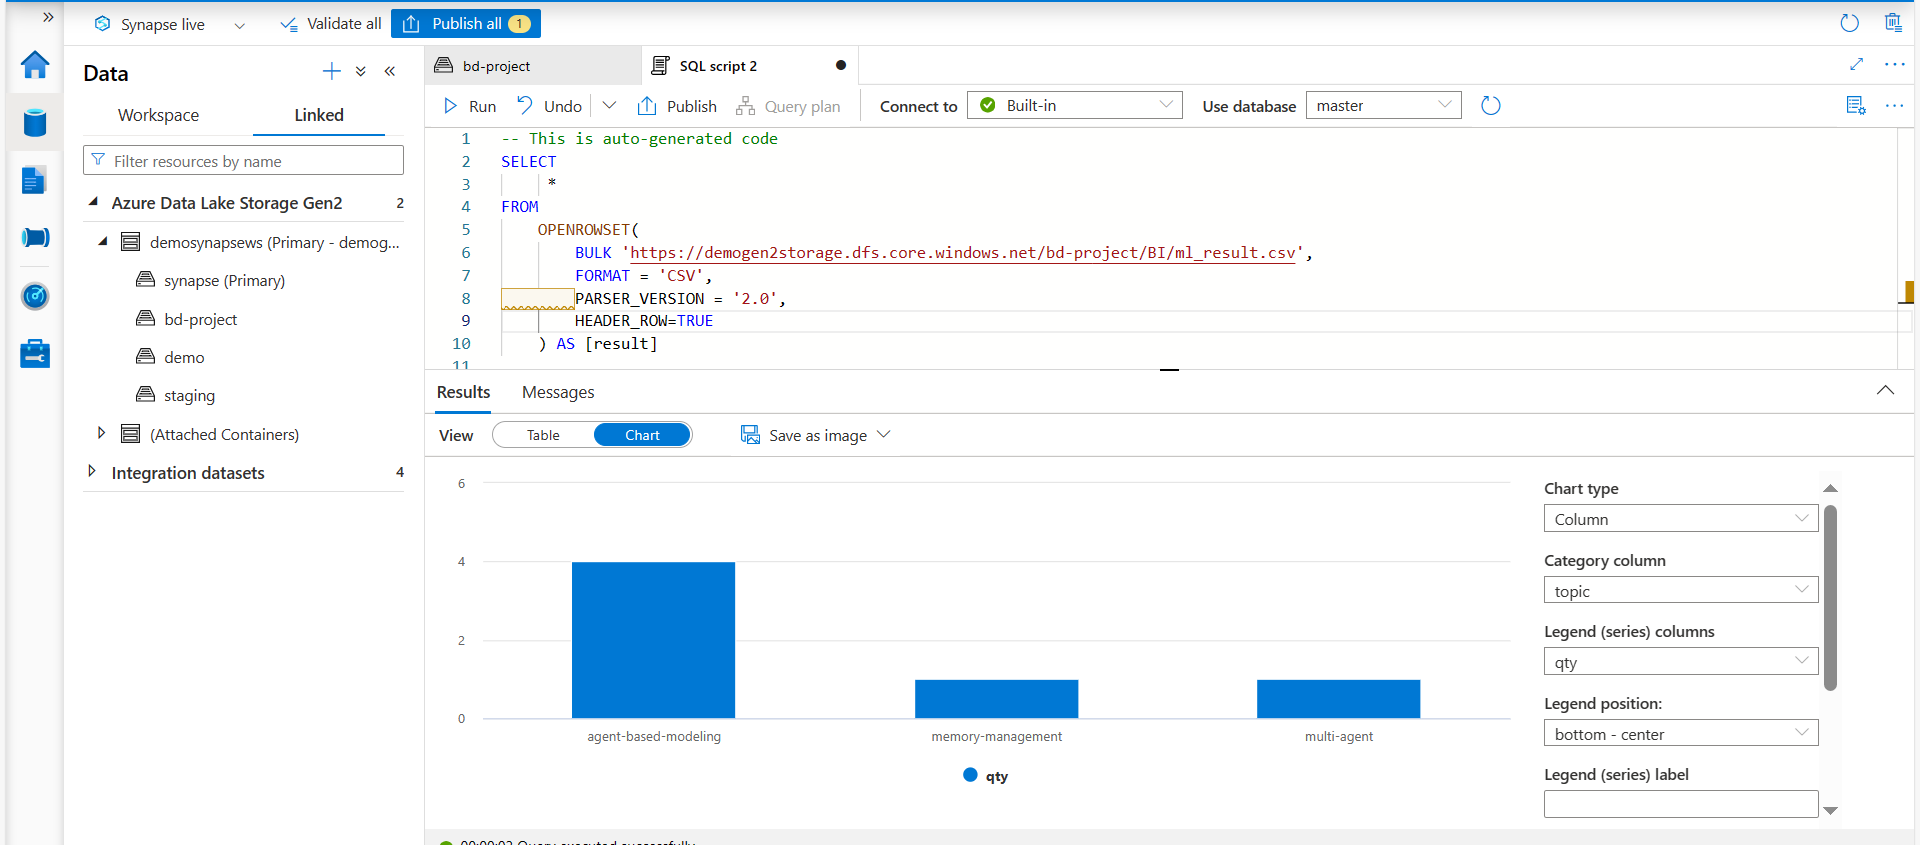 Synapse live
Validate all
Publish all 1
Data
Workspace
Linked
Filter resources by name
Azure Data Lake Storage Gen2 2
demosynapsews (Primary - demog...
synapse (Primary)
bd-project
demo
staging
(Attached Containers)
Integration datasets 4
bd-project
SQL script 2
Run
Undo
Publish
Query plan
Connect to
Built-in
Use database
master
1 -- This is auto-generated code
2 SELECT
3 *
4 FROM
5 OPENROWSET(
6 BULK 'https://demogen2storage.dfs.core.windows.net/bd-project/BI/ml_result.csv',
7 FORMAT = 'CSV',
8 PARSER_VERSION = '2.0',
9 HEADER_ROW=TRUE
10 ) AS [result]
11
Results
Messages
View
Table
Chart
Save as image
6
4
2
0
agent-based-modeling
memory-management
multi-agent
qty
Chart type
Column
Category column
topic
Legend (series) columns
qty
Legend position:
bottom - center
Legend (series) label
00:00:02 Query executed successfully